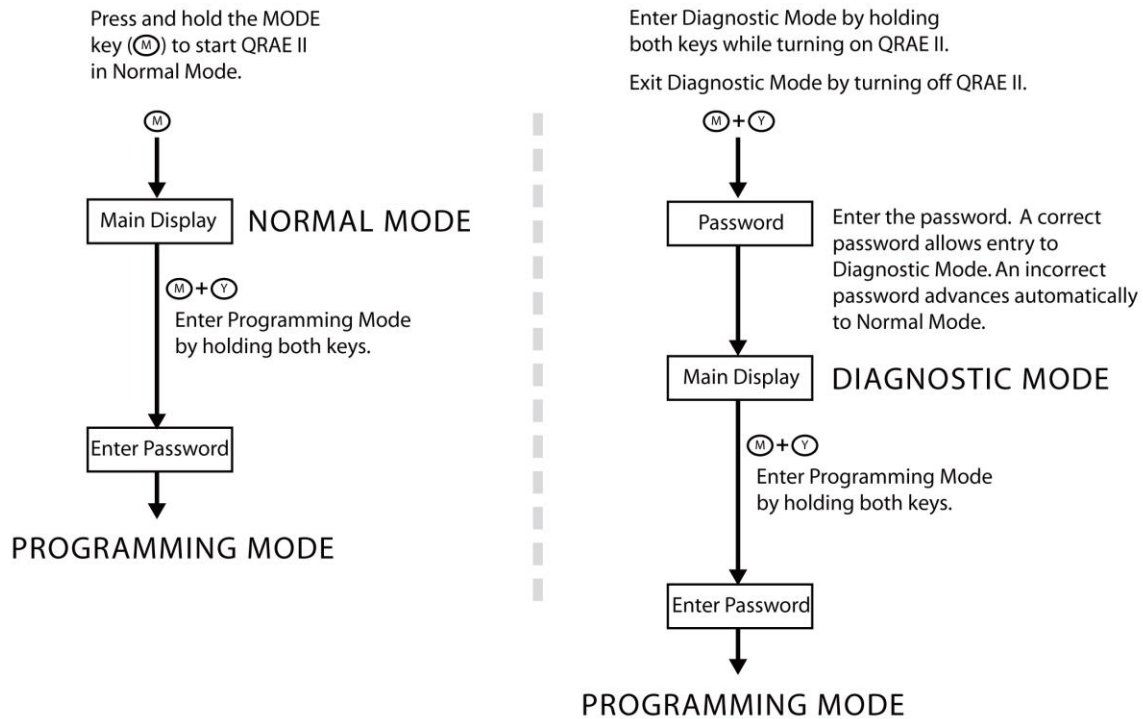 Press and hold the MODE
key (M) to start QRAE II
in Normal Mode.
M
Main Display
NORMAL MODE
M + Y
Enter Programming Mode
by holding both keys.
Enter Password
PROGRAMMING MODE
Enter Diagnostic Mode by holding
both keys while turning on QRAE II.
Exit Diagnostic Mode by turning off QRAE II.
M + Y
Password
Enter the password. A correct
password allows entry to
Diagnostic Mode. An incorrect
password advances automatically
to Normal Mode.
Main Display
DIAGNOSTIC MODE
M + Y
Enter Programming Mode
by holding both keys.
Enter Password
PROGRAMMING MODE